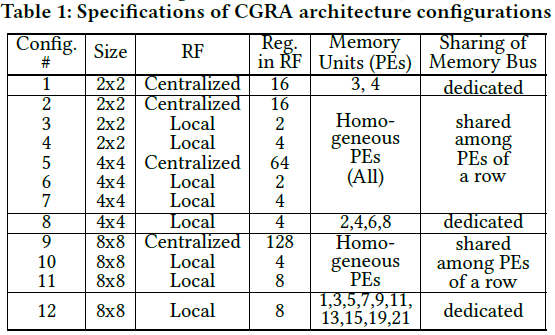 Table 1: Specifications of CGRA architecture configurations
Config. # Size RF Reg. in RF Memory Units (PEs) Sharing of Memory Bus
1 2x2 Centralized 16 3, 4 dedicated
2 2x2 Centralized 16
3 2x2 Local 2 Homo- shared
4 2x2 Local 4 geneous among
5 4x4 Centralized 64 PEs PEs of
6 4x4 Local 2 (All) a row
7 4x4 Local 4
8 4x4 Local 4 2,4,6,8 dedicated
9 8x8 Centralized 128 Homo- shared
10 8x8 Local 4 geneous among PEs
11 8x8 Local 8 PEs of a row
12 8x8 Local 8 1,3,5,7,9,11, 13,15,19,21 dedicated